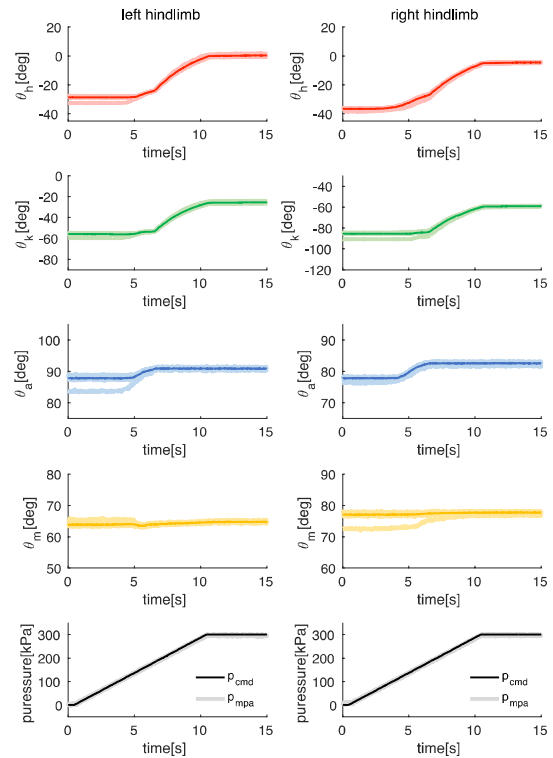 left hindlimb
right hindlimb
20
0
-20
-40
θh[deg]
0 5 10 15
time[s]
0
-20
-40
θh[deg]
0 5 10 15
time[s]
0
-20
-40
-60
-80
θk[deg]
0 5 10 15
time[s]
-40
-60
-80
-100
-120
θk[deg]
0 5 10 15
time[s]
100
90
80
θa[deg]
0 5 10 15
time[s]
90
80
70
θa[deg]
0 5 10 15
time[s]
80
70
60
50
θm[deg]
0 5 10 15
time[s]
90
80
70
60
θm[deg]
0 5 10 15
time[s]
300
200
100
0
puressure[kPa]
pcmd
pmpa
0 5 10 15
time[s]
300
200
100
0
puressure[kPa]
pcmd
pmpa
0 5 10 15
time[s]